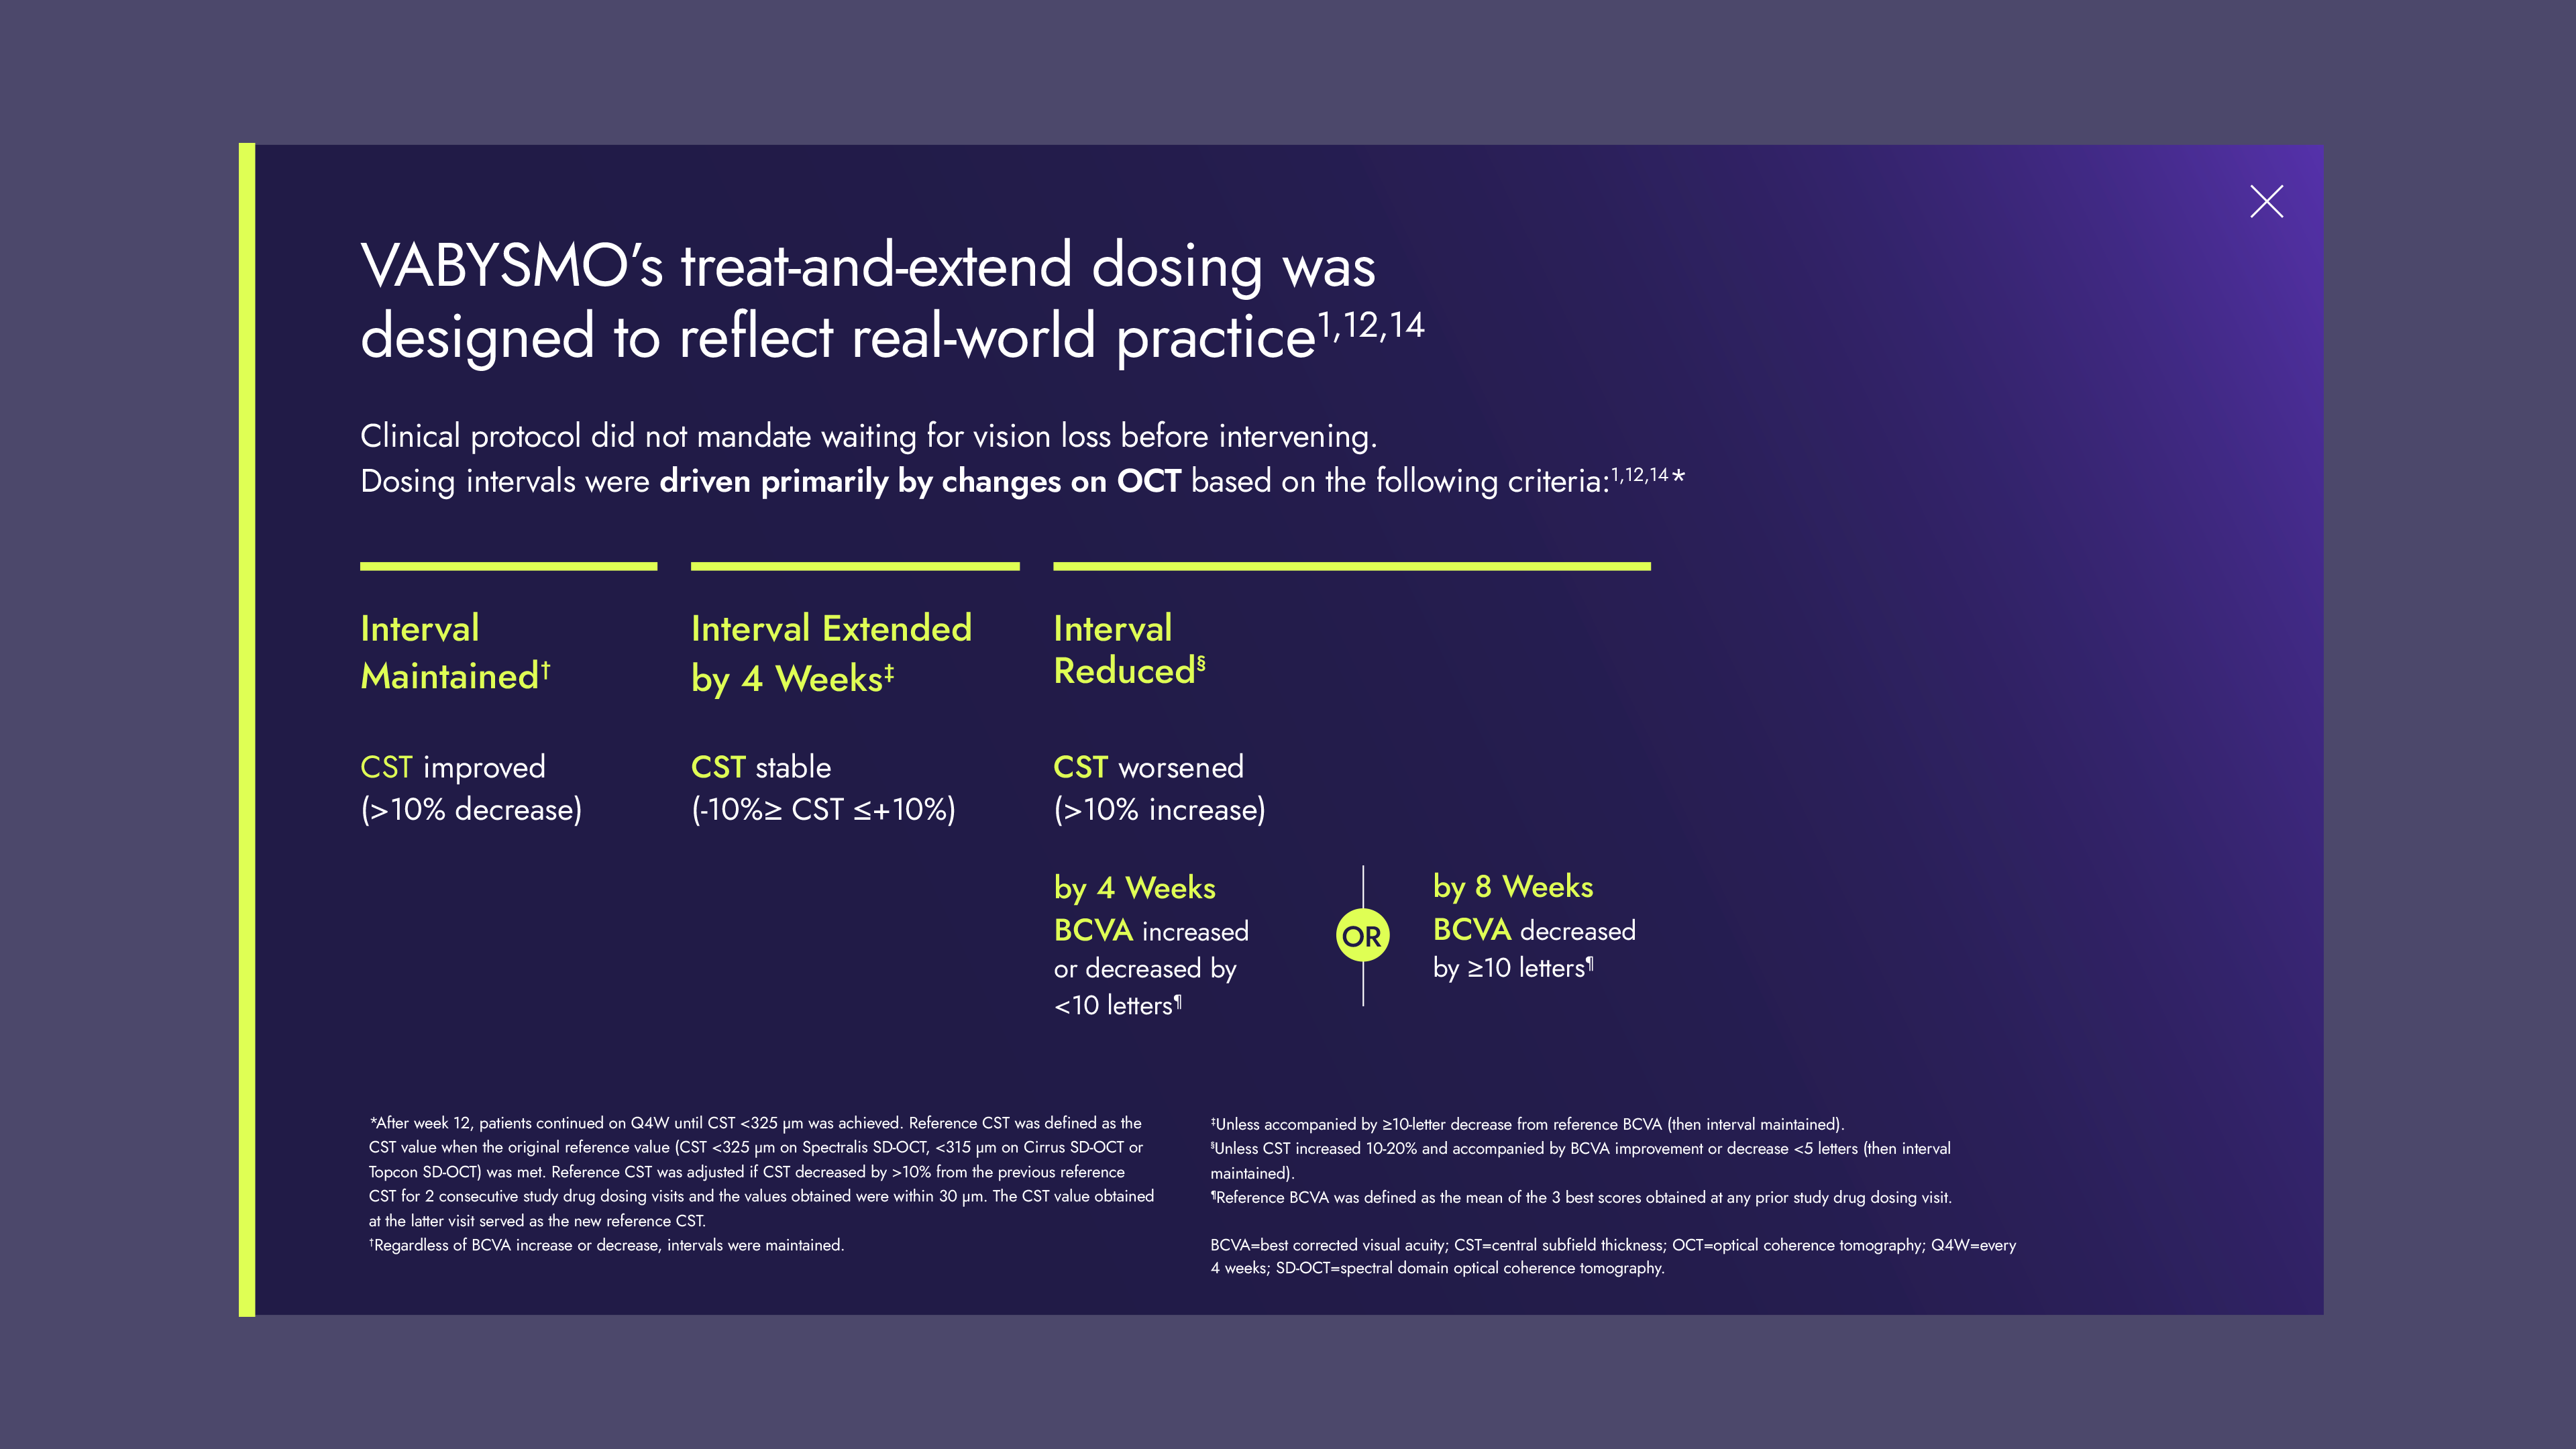 VABYSMO’s treat-and-extend dosing was
designed to reflect real-world practice1,12,14
Clinical protocol did not mandate waiting for vision loss before intervening.
Dosing intervals were driven primarily by changes on OCT based on the following criteria:1,12,14*
Interval
Maintained†
CST improved
(>10% decrease)
Interval Extended
by 4 Weeks‡
CST stable
(-10%≥ CST ≤+10%)
Interval
Reduced§
CST worsened
(>10% increase)
by 4 Weeks
BCVA increased
or decreased by
<10 letters¶
OR
by 8 Weeks
BCVA decreased
by ≥10 letters¶
*After week 12, patients continued on Q4W until CST <325 µm was achieved. Reference CST was defined as the
CST value when the original reference value (CST <325 µm on Spectralis SD-OCT, <315 µm on Cirrus SD-OCT or
Topcon SD-OCT) was met. Reference CST was adjusted if CST decreased by >10% from the previous reference
CST for 2 consecutive study drug dosing visits and the values obtained were within 30 µm. The CST value obtained
at the latter visit served as the new reference CST.
†Regardless of BCVA increase or decrease, intervals were maintained.
‡Unless accompanied by ≥10-letter decrease from reference BCVA (then interval maintained).
§Unless CST increased 10-20% and accompanied by BCVA improvement or decrease <5 letters (then interval
maintained).
¶Reference BCVA was defined as the mean of the 3 best scores obtained at any prior study drug dosing visit.
BCVA=best corrected visual acuity; CST=central subfield thickness; OCT=optical coherence tomography; Q4W=every
4 weeks; SD-OCT=spectral domain optical coherence tomography.